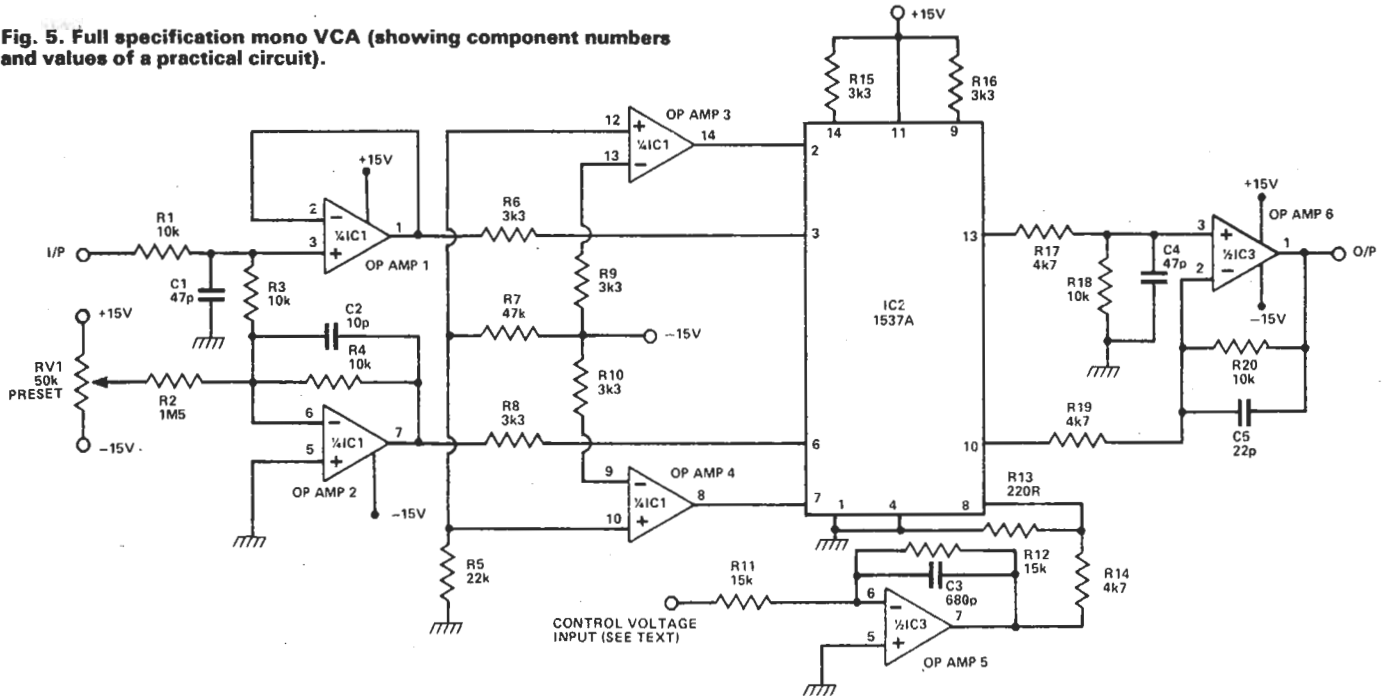 Fig. 5. Full specification mono VCA (showing component numbers
and values of a practical circuit).
+15V
R15
3k3
R16
3k3
14
11
9
12
OP AMP 3
+
¼IC1
14
13
−
2
+15V
2
−
¼IC1
1
3
+
OP AMP 1
R1
10k
I/P
C1
47p
R3
10k
R6
3k3
3
R9
3k3
IC2
1537A
13
R17
4k7
R18
10k
C4
47p
+15V
OP AMP 6
3
+
½IC3
1
2
−
O/P
−15V
R20
10k
C5
22p
+15V
RV1
50k
PRESET
−15V
R2
1M5
C2
10p
R4
10k
R7
47k
−15V
R10
3k3
6
−
¼IC1
7
5
+
OP AMP 2
−15V
R8
3k3
6
R19
4k7
10
9
−
OP AMP 4
¼IC1
8
10
+
7
1
4
8
R13
220R
R5
22k
R11
15k
CONTROL VOLTAGE
INPUT (SEE TEXT)
R12
15k
C3
680p
R14
4k7
6
−
½IC3
7
5
+
OP AMP 5